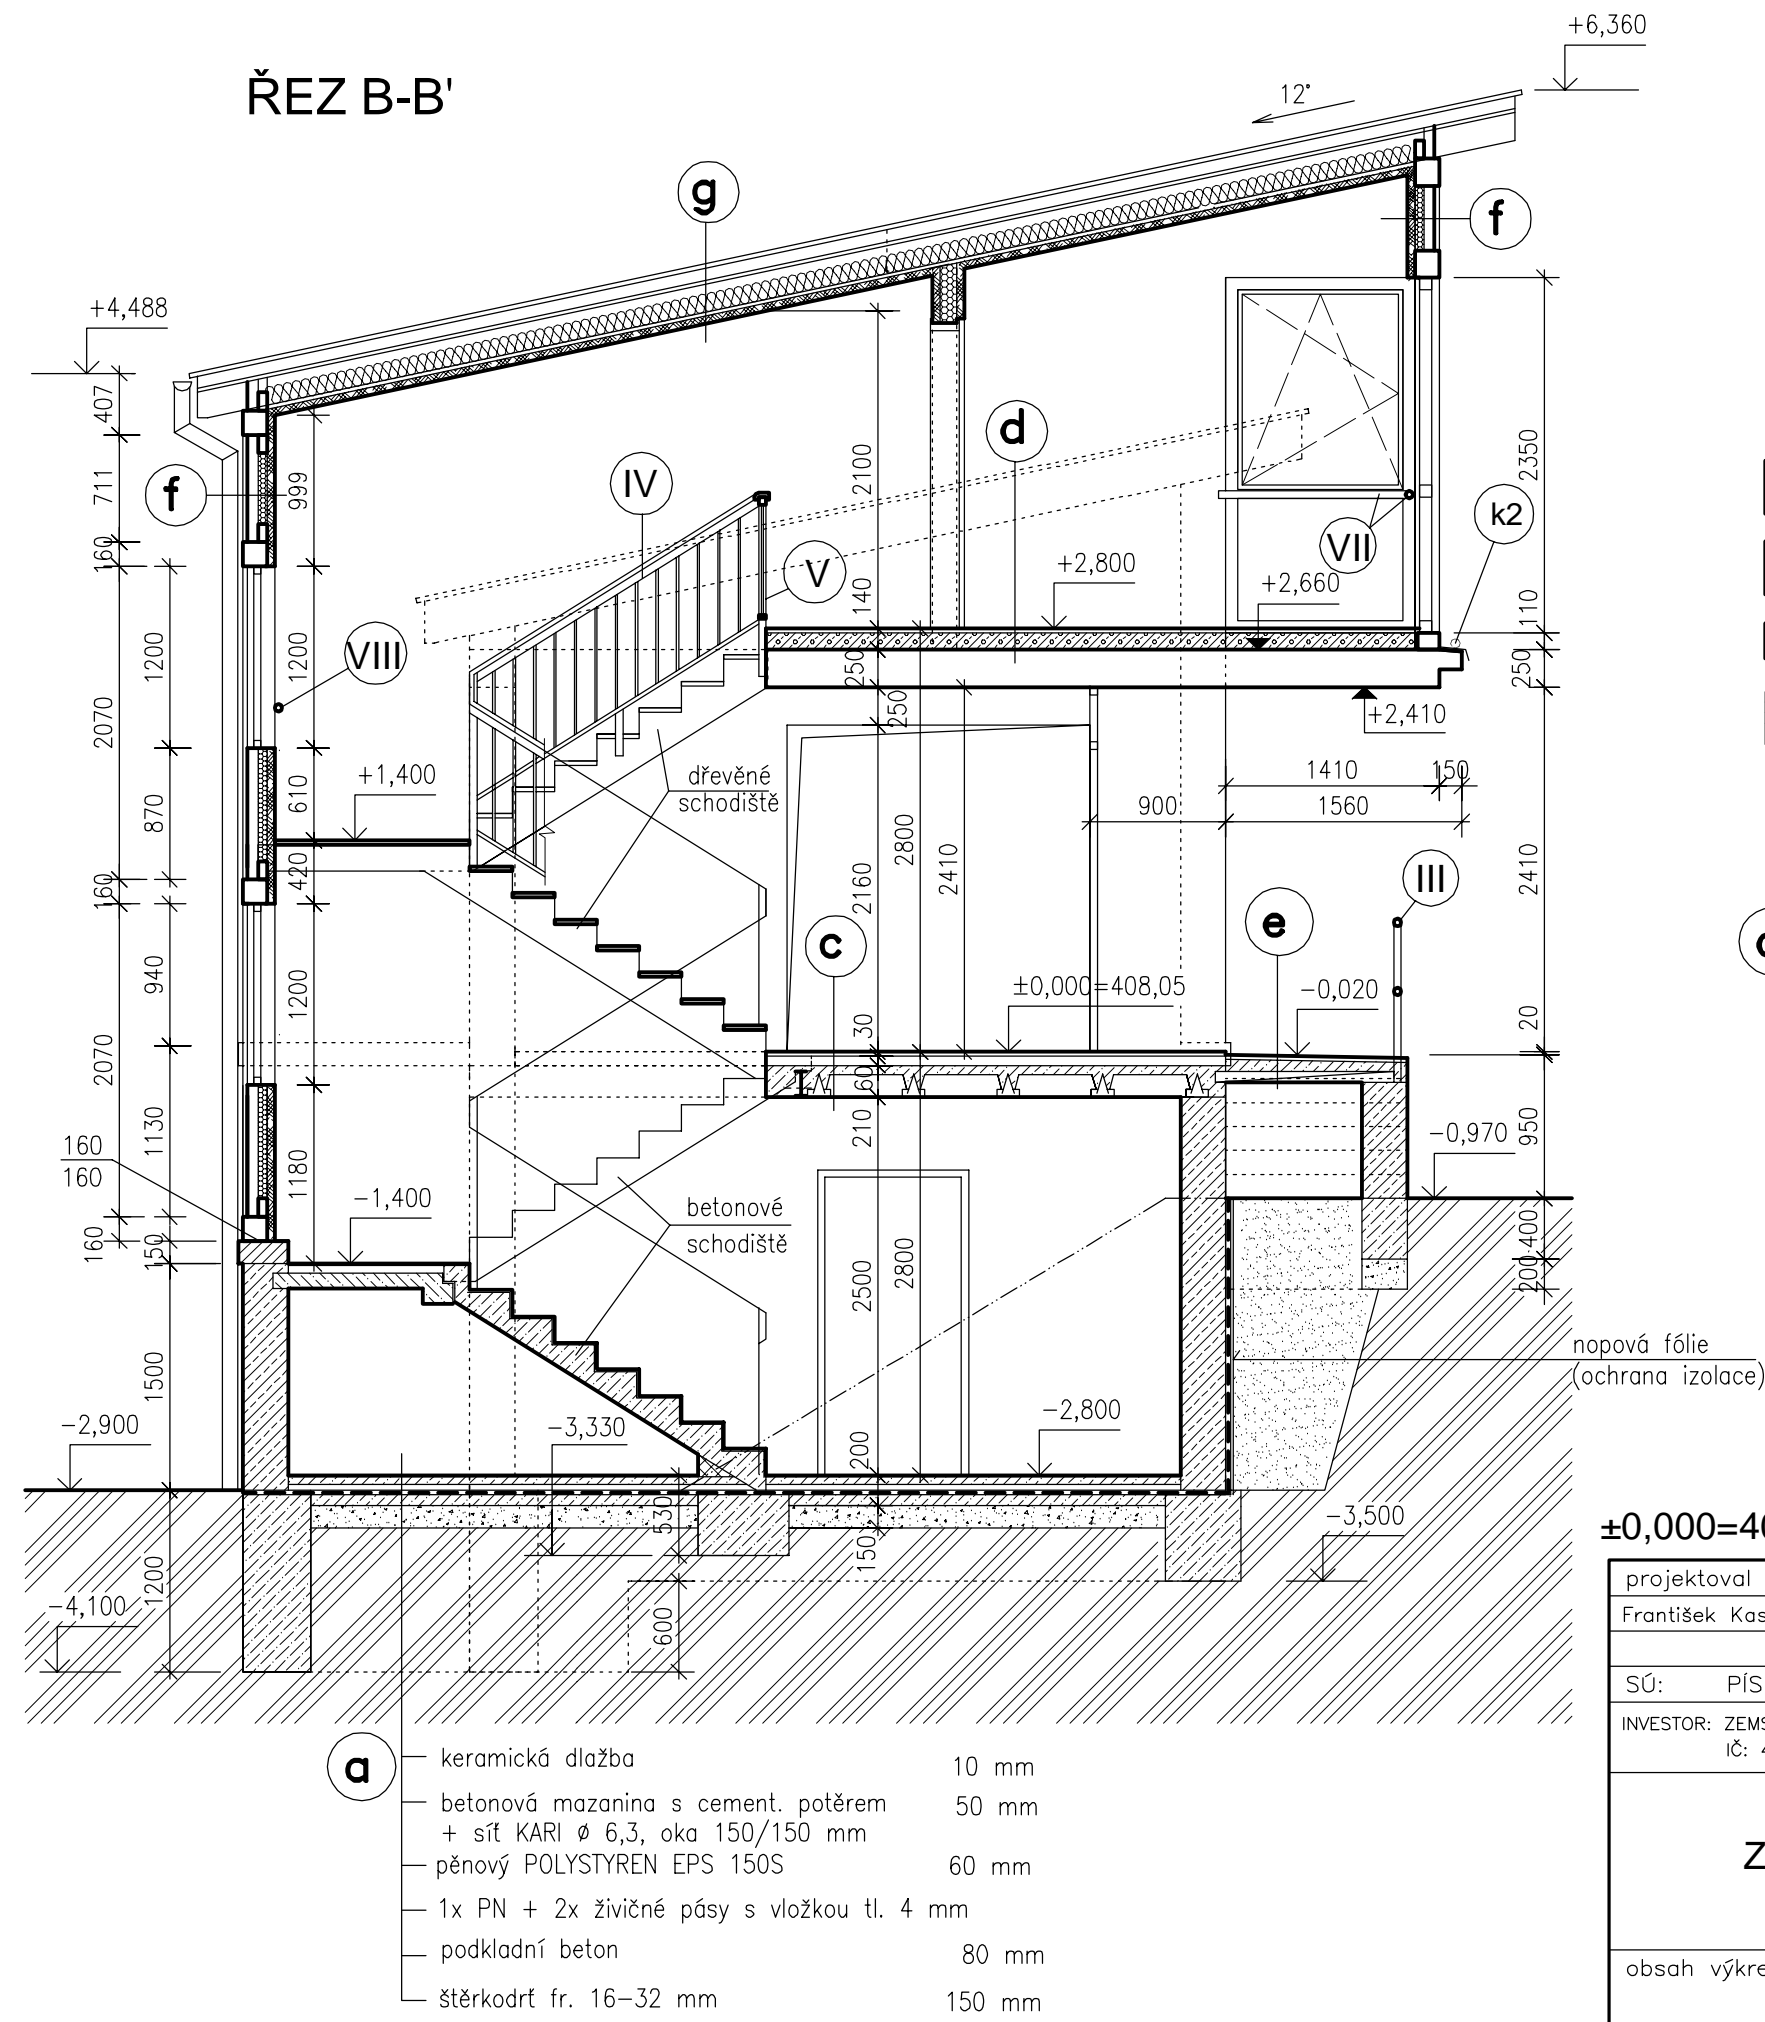 +6,360
ŘEZ B-B'
12°
g
f
+4,488
407
711
160
f
999
IV
2100
d
2350
k2
VII
V
+2,800
+2,660
140
110
VIII
1200
1200
250
250
250
2070
+2,410
dřevěné
schodiště
1410
150
+1,400
610
870
900
1560
2800
2410
2160
2410
420
160
III
c
e
940
1200
±0,000=408,05
-0,020
20
30
2070
60
1130
210
-0,970
950
160
160
1180
-1,400
betonové
schodiště
160
150
400
200
2500
2800
nopová fólie
(ochrana izolace)
1500
-2,900
-3,330
-2,800
200
530
-3,500
150
±0,000=40
1200
-4,100
600
projektoval
František Kas
SÚ: PÍS
INVESTOR: ZEMS
IČ: 4
a
keramická dlažba 10 mm
betonová mazanina s cement. potěrem 50 mm
+ síť KARI ø 6,3, oka 150/150 mm
pěnový POLYSTYREN EPS 150S 60 mm
1x PN + 2x živičné pásy s vložkou tl. 4 mm
podkladní beton 80 mm
štěrkodrť fr. 16-32 mm 150 mm
Z
obsah výkre